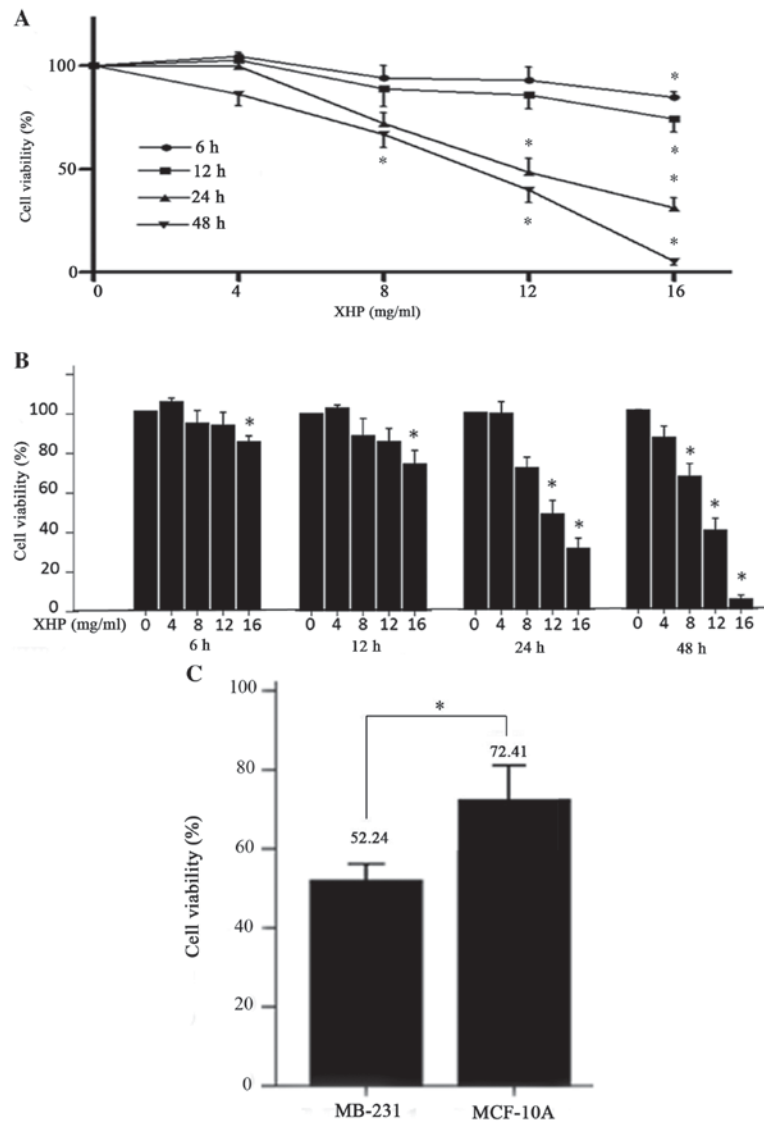 A
100
50
0
Cell viability (%)
6 h
12 h
24 h
48 h
* * * * * * *
0 4 8 12 16
XHP (mg/ml)
B
100
80
60
40
20
0
Cell viability (%)
* * * * * * *
XHP (mg/ml) 0 4 8 12 16 0 4 8 12 16 0 4 8 12 16 0 4 8 12 16
6 h 12 h 24 h 48 h
C
100
80
60
40
20
0
Cell viability (%)
*
72.41
52.24
MB-231 MCF-10A